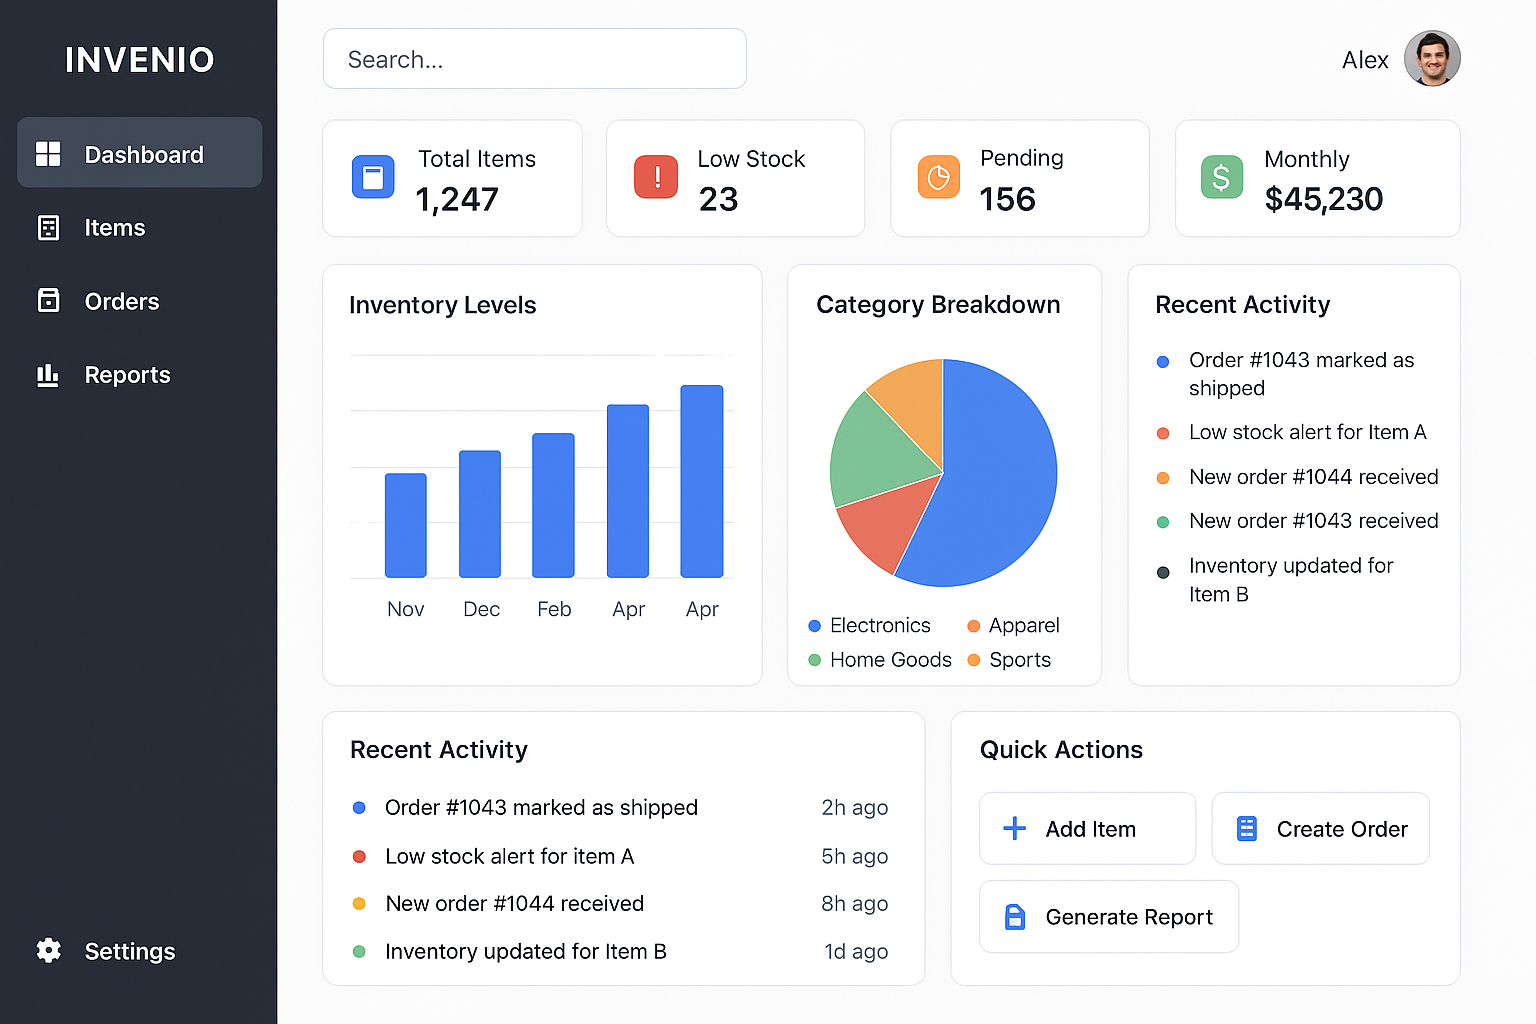 INVENIO
Dashboard
Items
Orders
Reports
Settings
Search...
Alex
Total Items
1,247
Low Stock
23
Pending
156
Monthly
$45,230
Inventory Levels
Nov
Dec
Feb
Apr
Apr
Category Breakdown
Electronics
Apparel
Home Goods
Sports
Recent Activity
Order #1043 marked as
shipped
Low stock alert for Item A
New order #1044 received
New order #1043 received
Inventory updated for
Item B
Recent Activity
Order #1043 marked as shipped
2h ago
Low stock alert for item A
5h ago
New order #1044 received
8h ago
Inventory updated for Item B
1d ago
Quick Actions
Add Item
Create Order
Generate Report